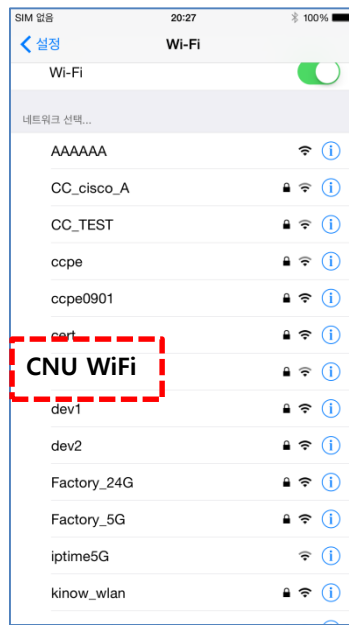 SIM 없음 20:27 100%
설정 Wi-Fi
Wi-Fi
네트워크 선택...
AAAAAA
CC_cisco_A
CC_TEST
ccpe
ccpe0901
cert
CNU WiFi
dev1
dev2
Factory_24G
Factory_5G
iptime5G
kinow_wlan